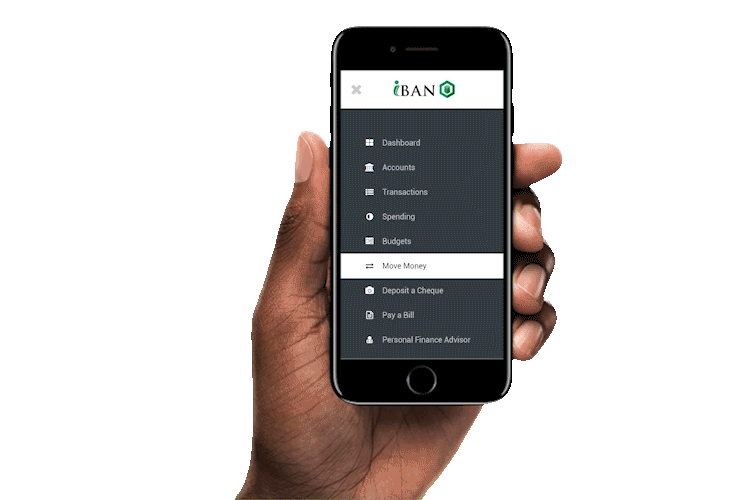 iBAN
Dashboard
Accounts
Transactions
Spending
Budgets
Move Money
Deposit a Cheque
Pay a Bill
Personal Finance Advisor